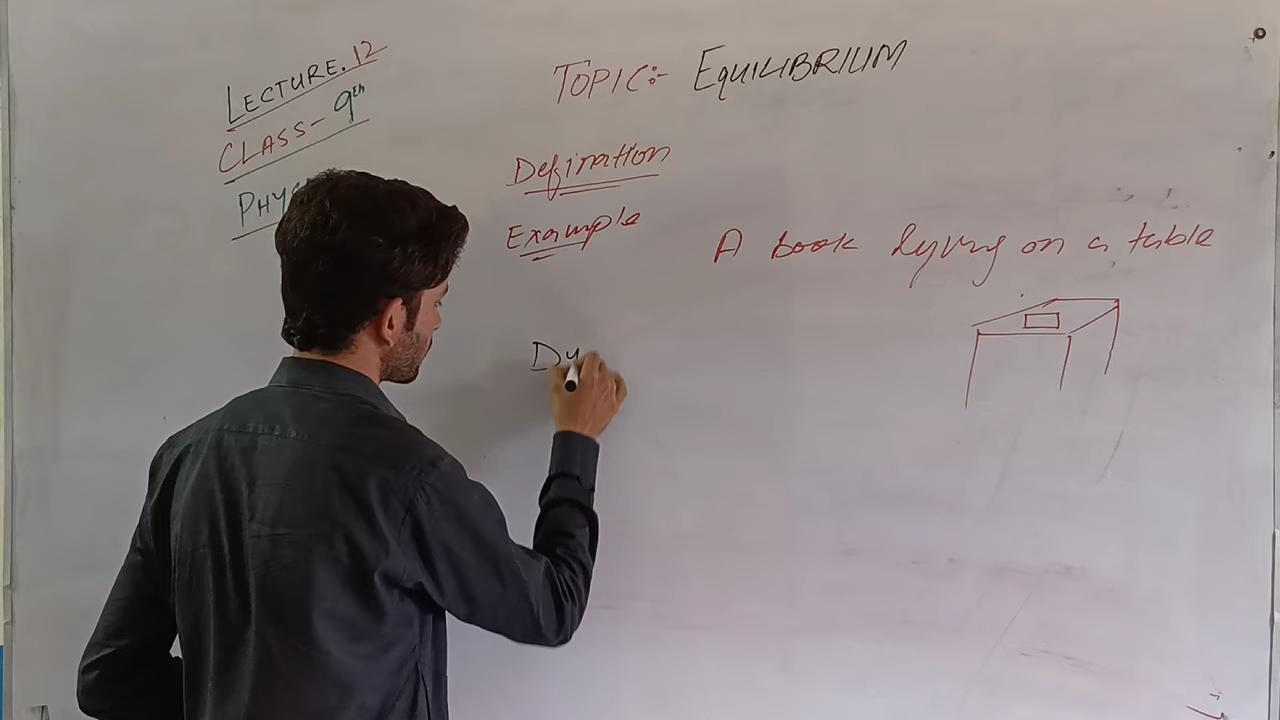 LECTURE. 12
CLASS- 9th
TOPIC:- EQUILIBRIUM
Defination
Example
A book lying on a table